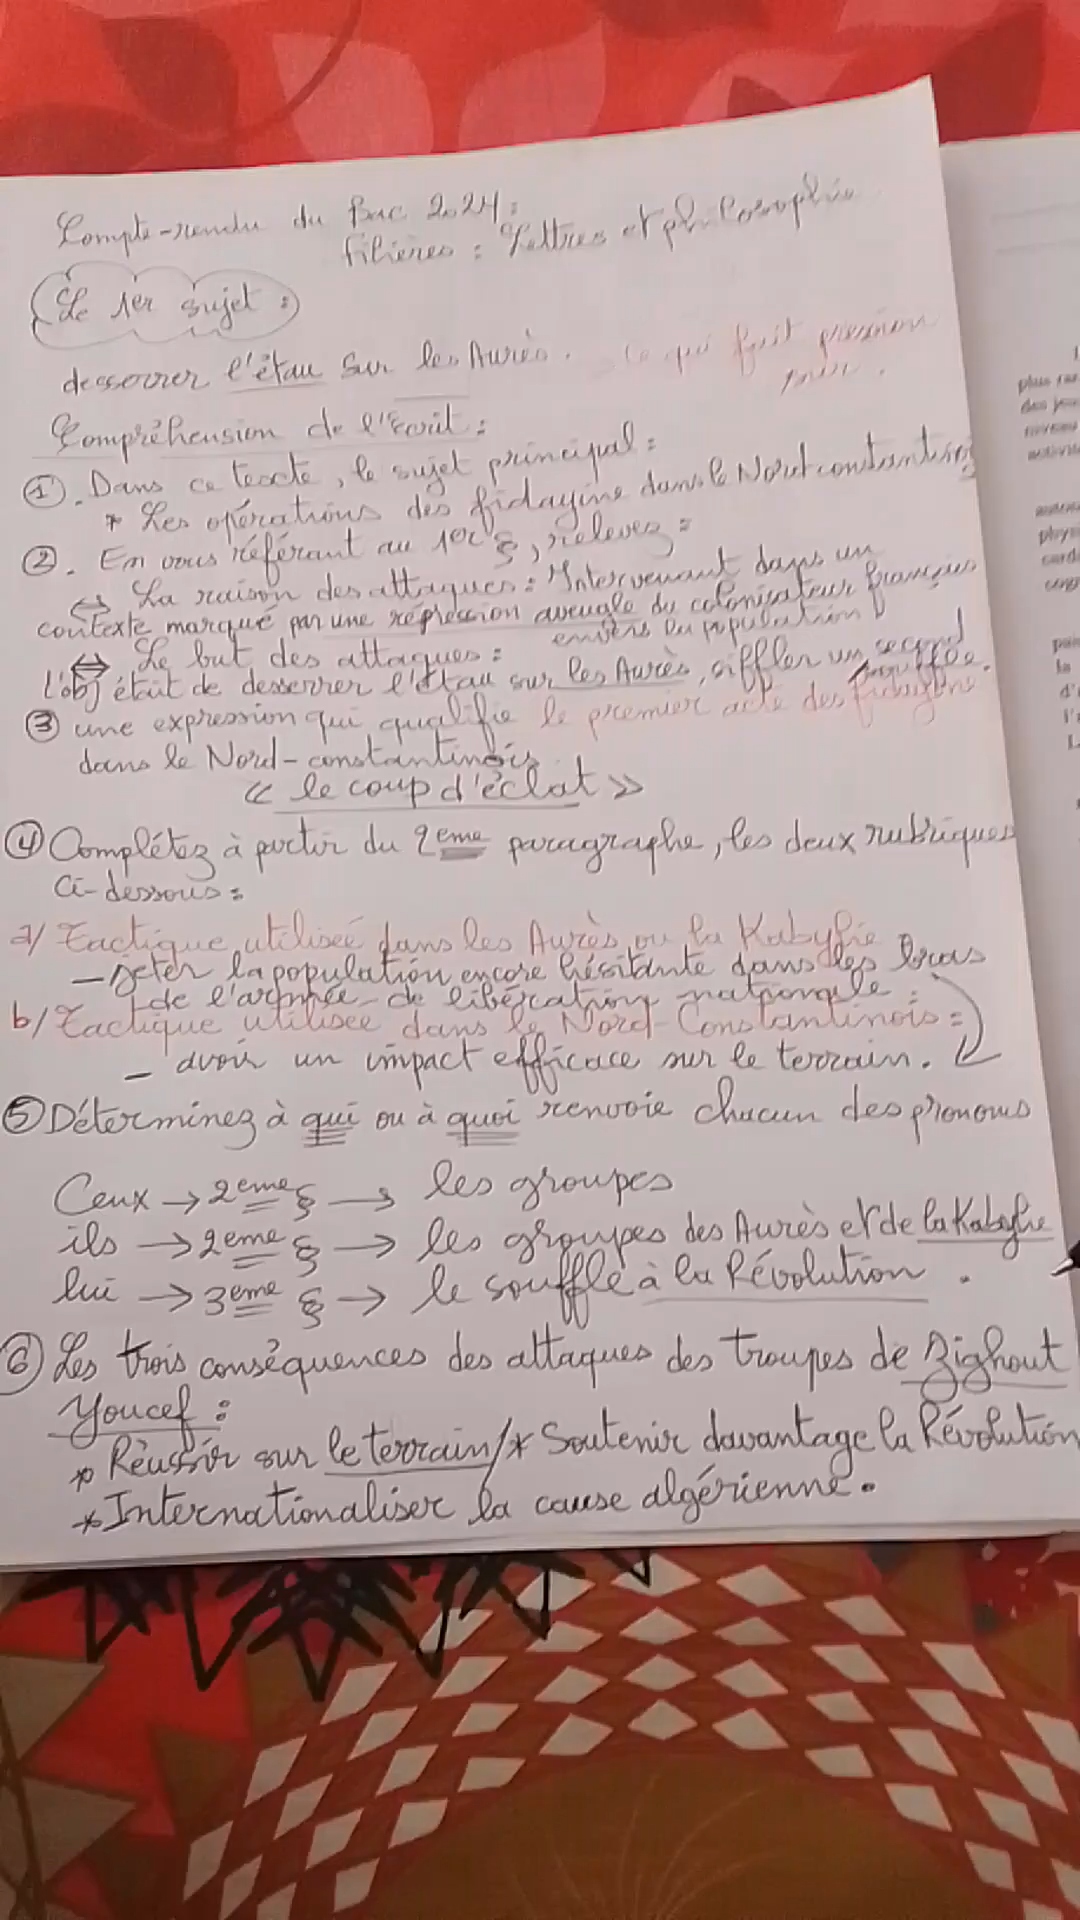 Compte-rendu du Bac 2024:
filières: Lettres et philosophie
Le 1er sujet:
desserrer l'étau sur les Aurès. ce qui fait pression
sur.
Compréhension de l'écrit:
①. Dans ce texte, le sujet principal:
* Les opérations des fidayine dans le Nord constantinois
②. En vous référant au 1er §, relevez:
⇔ La raison des attaques: Intervenant dans un
contexte marqué par une répression aveugle du colonisateur français
envers la population
⇔ Le but des attaques:
L'obj était de desserrer l'étau sur les Aurès, siffler un second
souffle.
③ une expression qui qualifie le premier acte des fidayine
dans le Nord-constantinois
« le coup d'éclat »
④ Complétez à partir du 2eme paragraphe, les deux rubriques
ci-dessous:
a/ Tactique utilisée dans les Aurès ou la Kabylie
- Jeter la population encore hésitante dans les bras
de l'armée de libération nationale.
b/ Tactique utilisée dans le Nord-Constantinois:
- avoir un impact efficace sur le terrain.
⑤ Déterminez à qui ou à quoi renvoie chacun des pronoms
Ceux → 2eme § → les groupes
ils → 2eme § → les groupes des Aurès et de la Kabylie
lui → 3eme § → le souffle à la Révolution.
⑥ Les trois conséquences des attaques des troupes de Zighout
Youcef:
* Réussir sur le terrain/* Soutenir davantage la Révolution
* Internationaliser la cause algérienne.